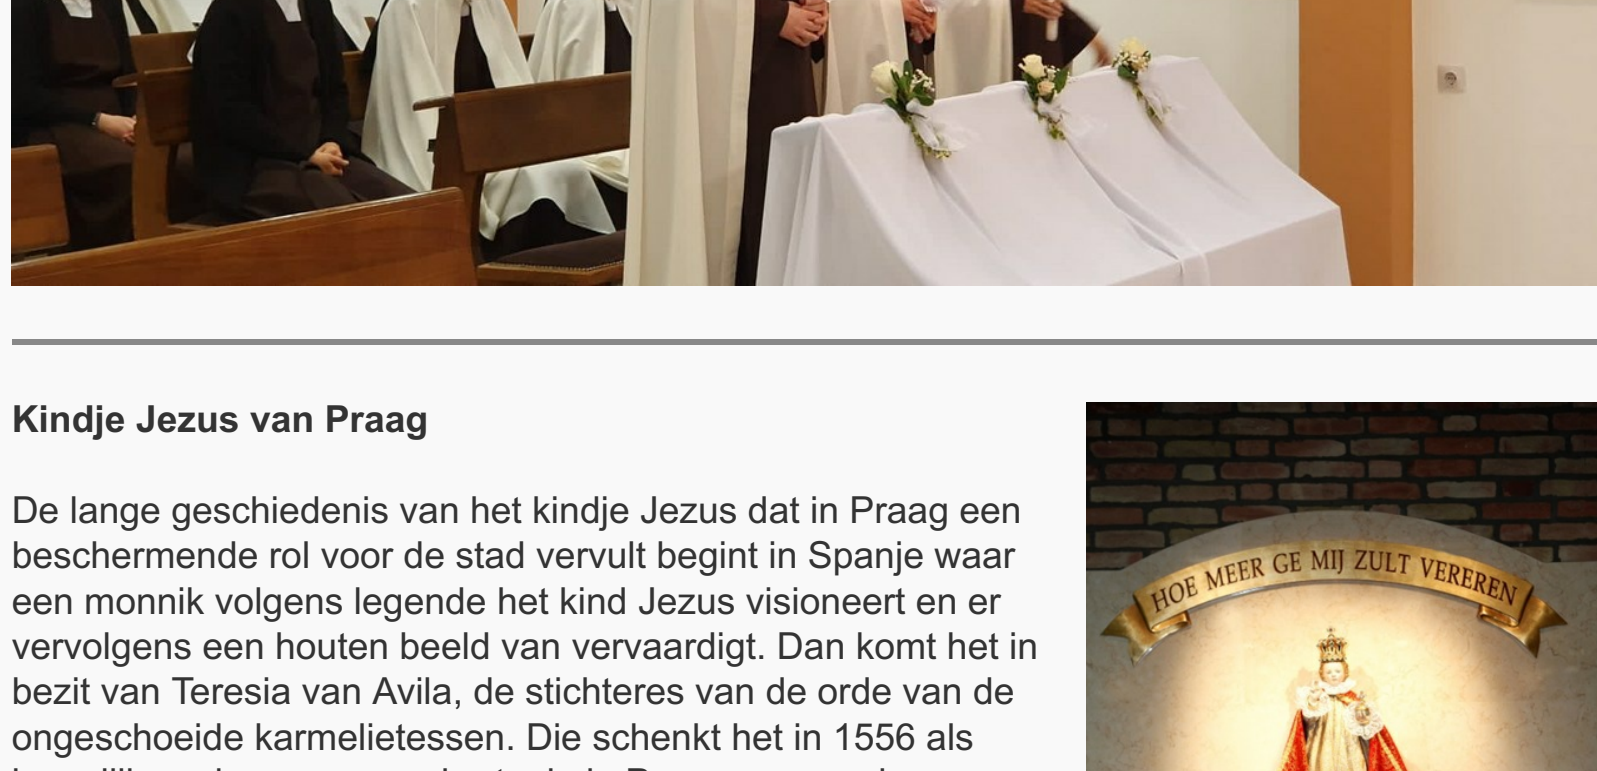 Kindje Jezus van Praag
De lange geschiedenis van het kindje Jezus dat in Praag een
beschermende rol voor de stad vervult begint in Spanje waar
een monnik volgens legende het kind Jezus visioneert en er
vervolgens een houten beeld van vervaardigt. Dan komt het in
bezit van Teresia van Avila, de stichteres van de orde van de
ongeschoeide karmelietessen. Die schenkt het in 1556 als
HOE MEER GE MIJ ZULT VEREREN